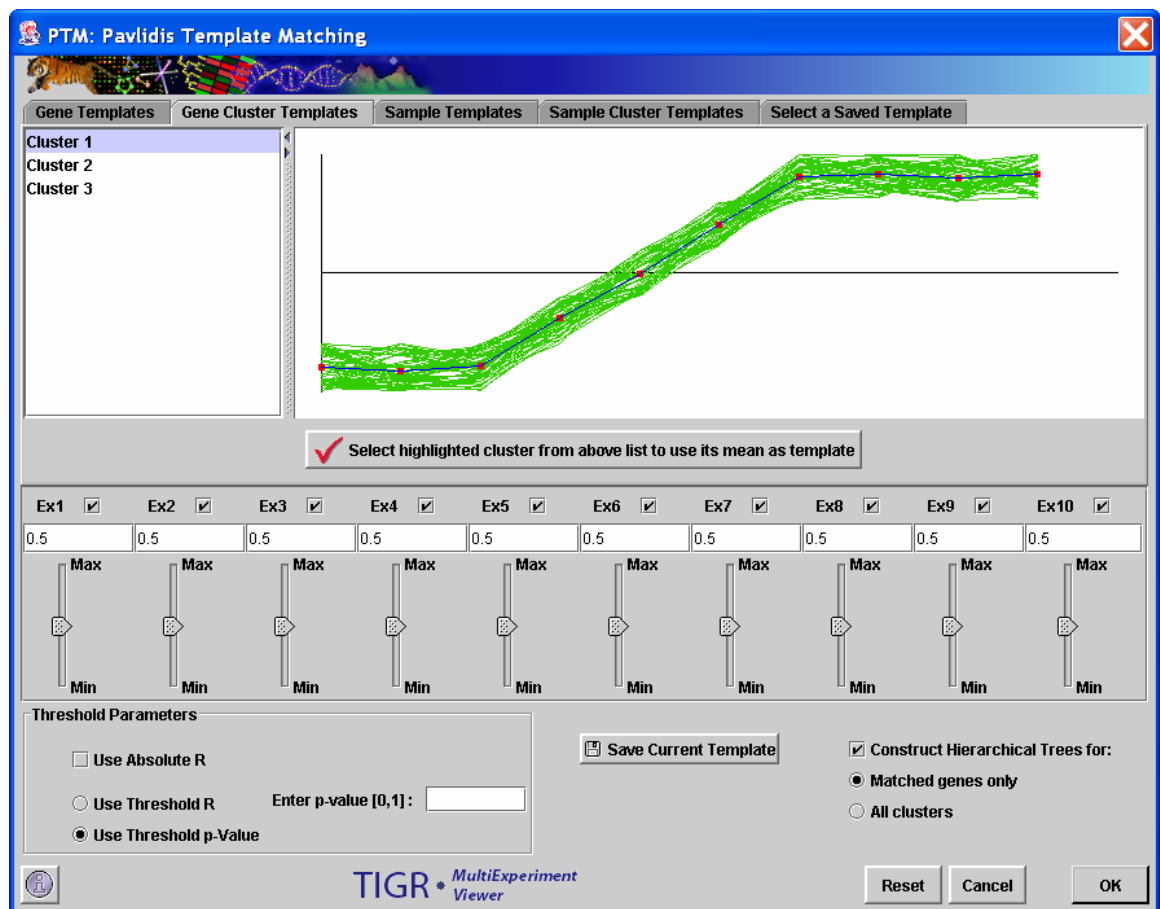 PTM: Pavlidis Template Matching
Gene Templates Gene Cluster Templates Sample Templates Sample Cluster Templates Select a Saved Template
Cluster 1
Cluster 2
Cluster 3
Select highlighted cluster from above list to use its mean as template
Ex1 Ex2 Ex3 Ex4 Ex5 Ex6 Ex7 Ex8 Ex9 Ex10
0.5 0.5 0.5 0.5 0.5 0.5 0.5 0.5 0.5 0.5
Max Max Max Max Max Max Max Max Max Max
Min Min Min Min Min Min Min Min Min Min
Threshold Parameters
Use Absolute R
Use Threshold R Enter p-value [0,1] :
Use Threshold p-Value
Save Current Template
Construct Hierarchical Trees for:
Matched genes only
All clusters
TIGR • MultiExperiment
Viewer
Reset Cancel OK